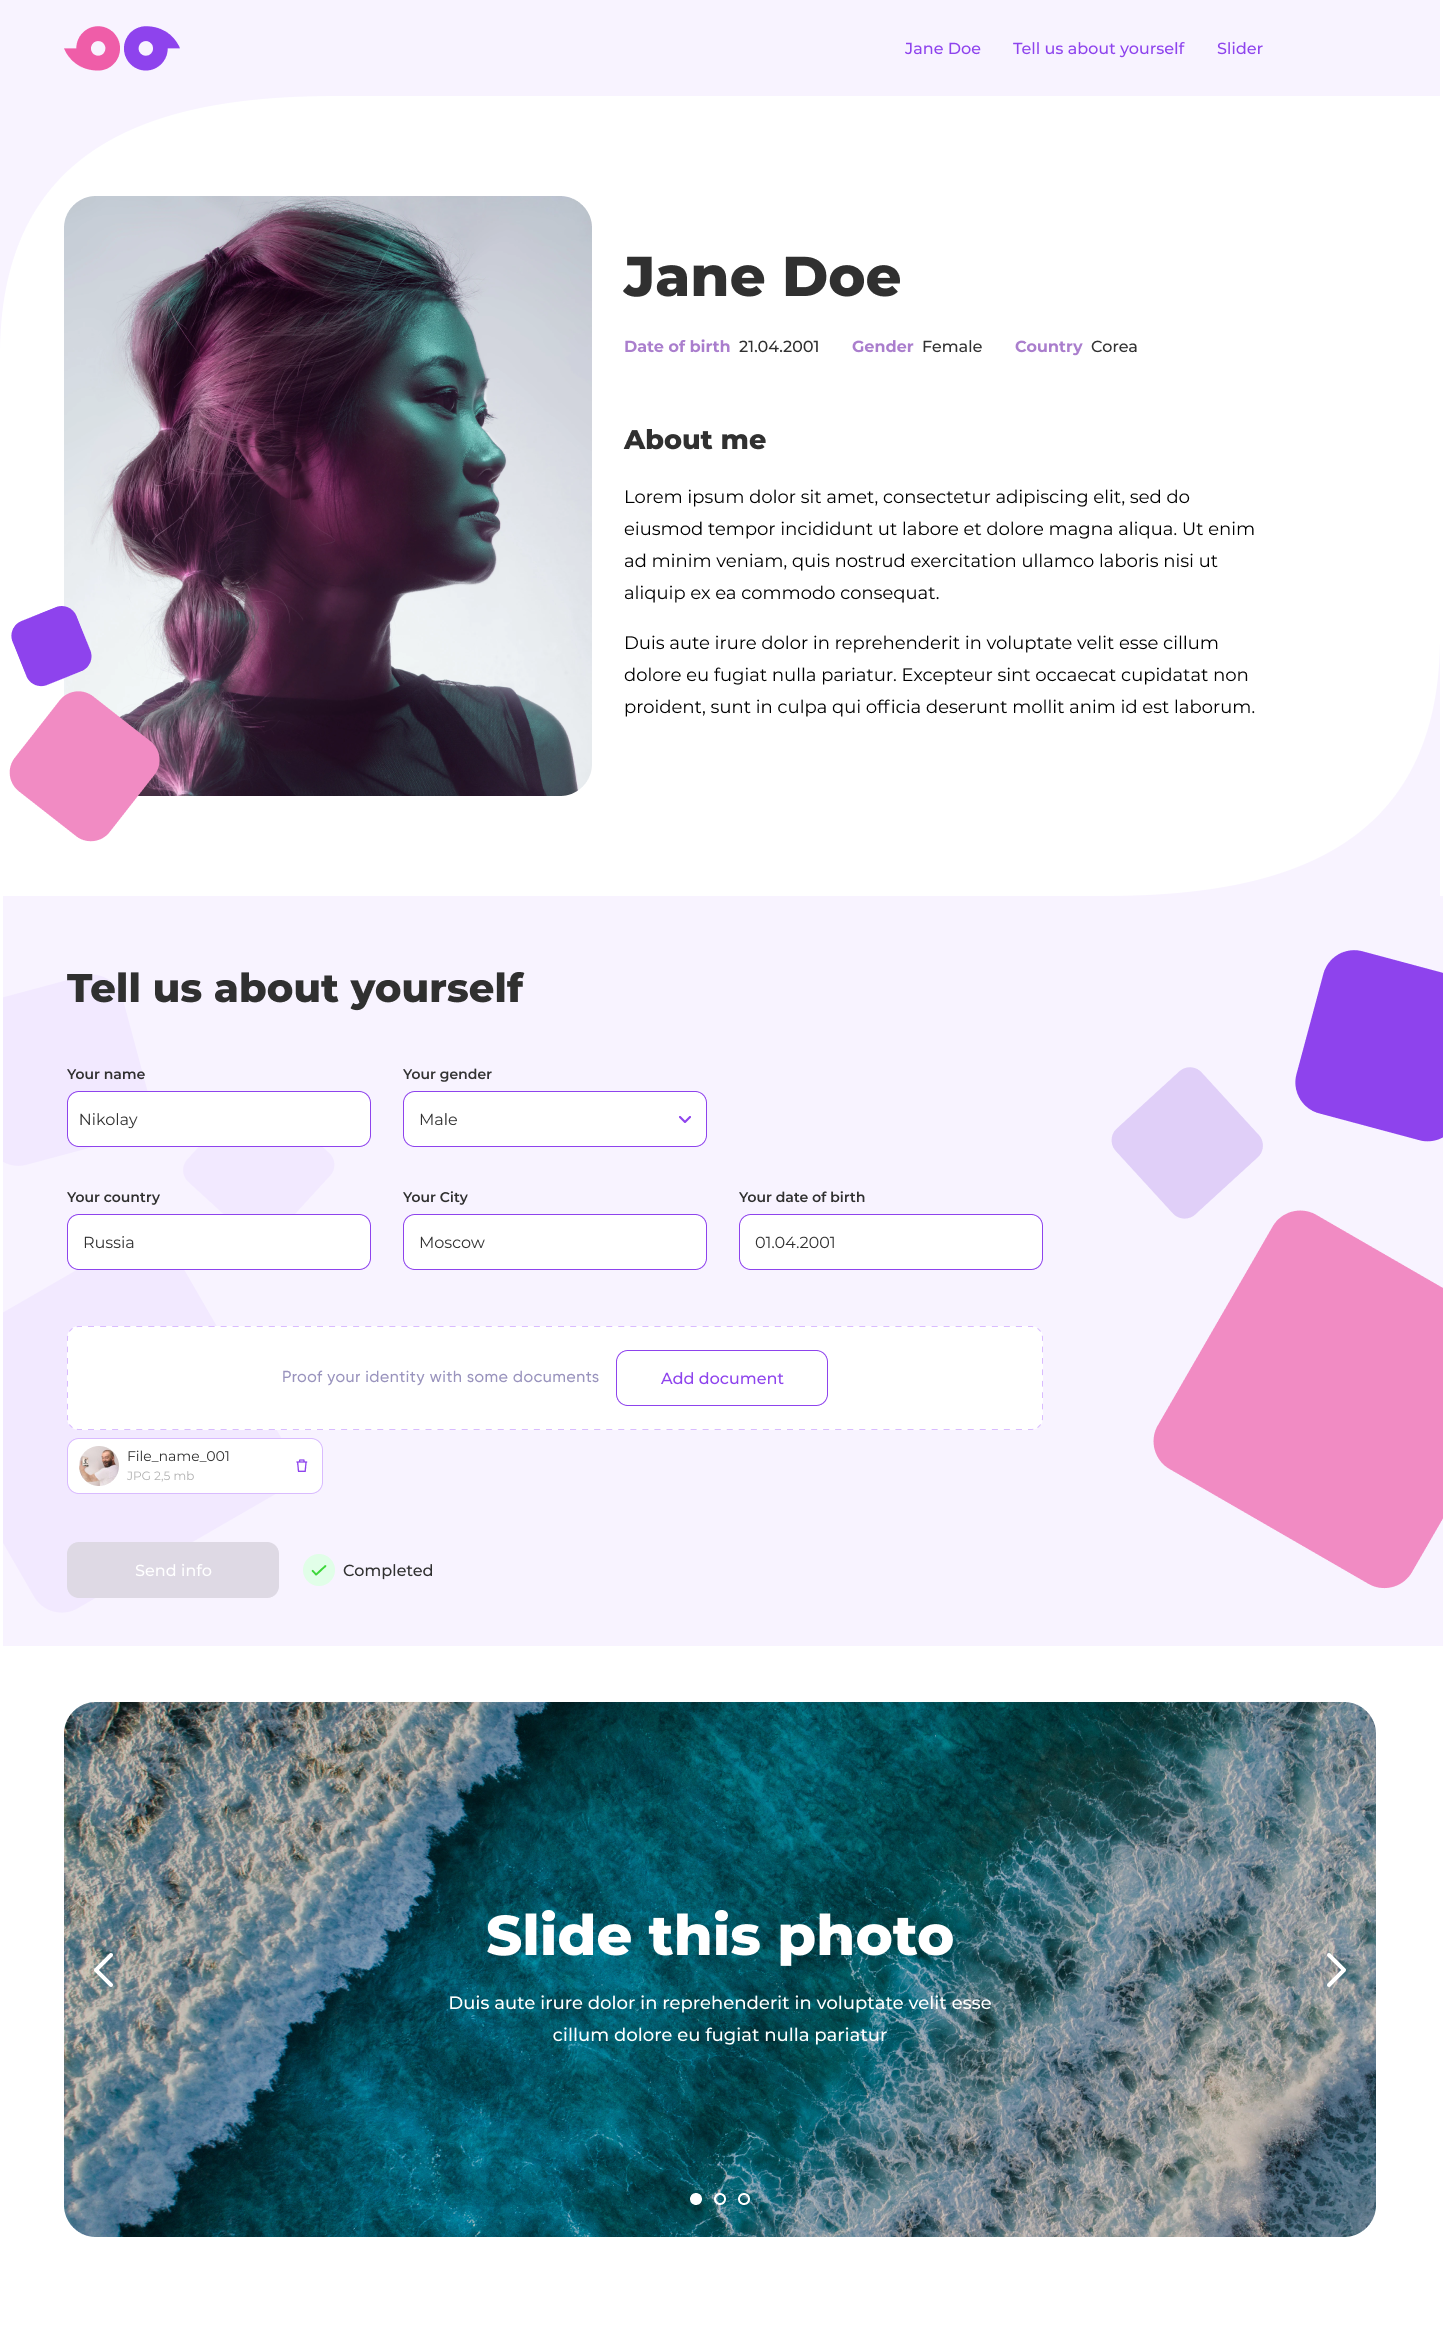 Jane Doe Tell us about yourself Slider
Jane Doe
Date of birth 21.04.2001 Gender Female Country Corea
About me
Lorem ipsum dolor sit amet, consectetur adipiscing elit, sed do
eiusmod tempor incididunt ut labore et dolore magna aliqua. Ut enim
ad minim veniam, quis nostrud exercitation ullamco laboris nisi ut
aliquip ex ea commodo consequat.
Duis aute irure dolor in reprehenderit in voluptate velit esse cillum
dolore eu fugiat nulla pariatur. Excepteur sint occaecat cupidatat non
proident, sunt in culpa qui officia deserunt mollit anim id est laborum.
Tell us about yourself
Your name Your gender
Nikolay Male
Your country Your City Your date of birth
Russia Moscow 01.04.2001
Proof your identity with some documents Add document
File_name_001
JPG 2,5 mb
Send info Completed
Slide this photo
Duis aute irure dolor in reprehenderit in voluptate velit esse
cillum dolore eu fugiat nulla pariatur